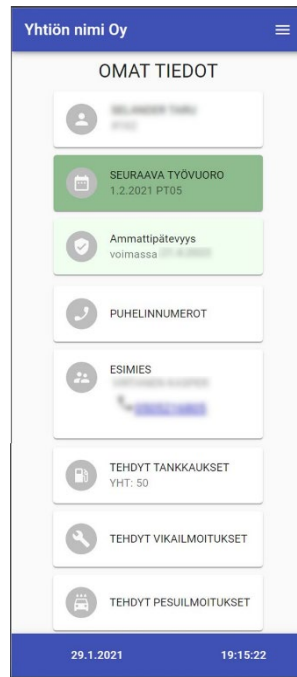 Yhtiön nimi Oy
OMAT TIEDOT
SEURAAVA TYÖVUORO
1.2.2021 PT05
Ammattipätevyys
voimassa
PUHELINNUMEROT
ESIMIES
TEHDYT TANKKAUKSET
YHT: 50
TEHDYT VIKAILMOITUKSET
TEHDYT PESUILMOITUKSET
29.1.2021 19:15:22